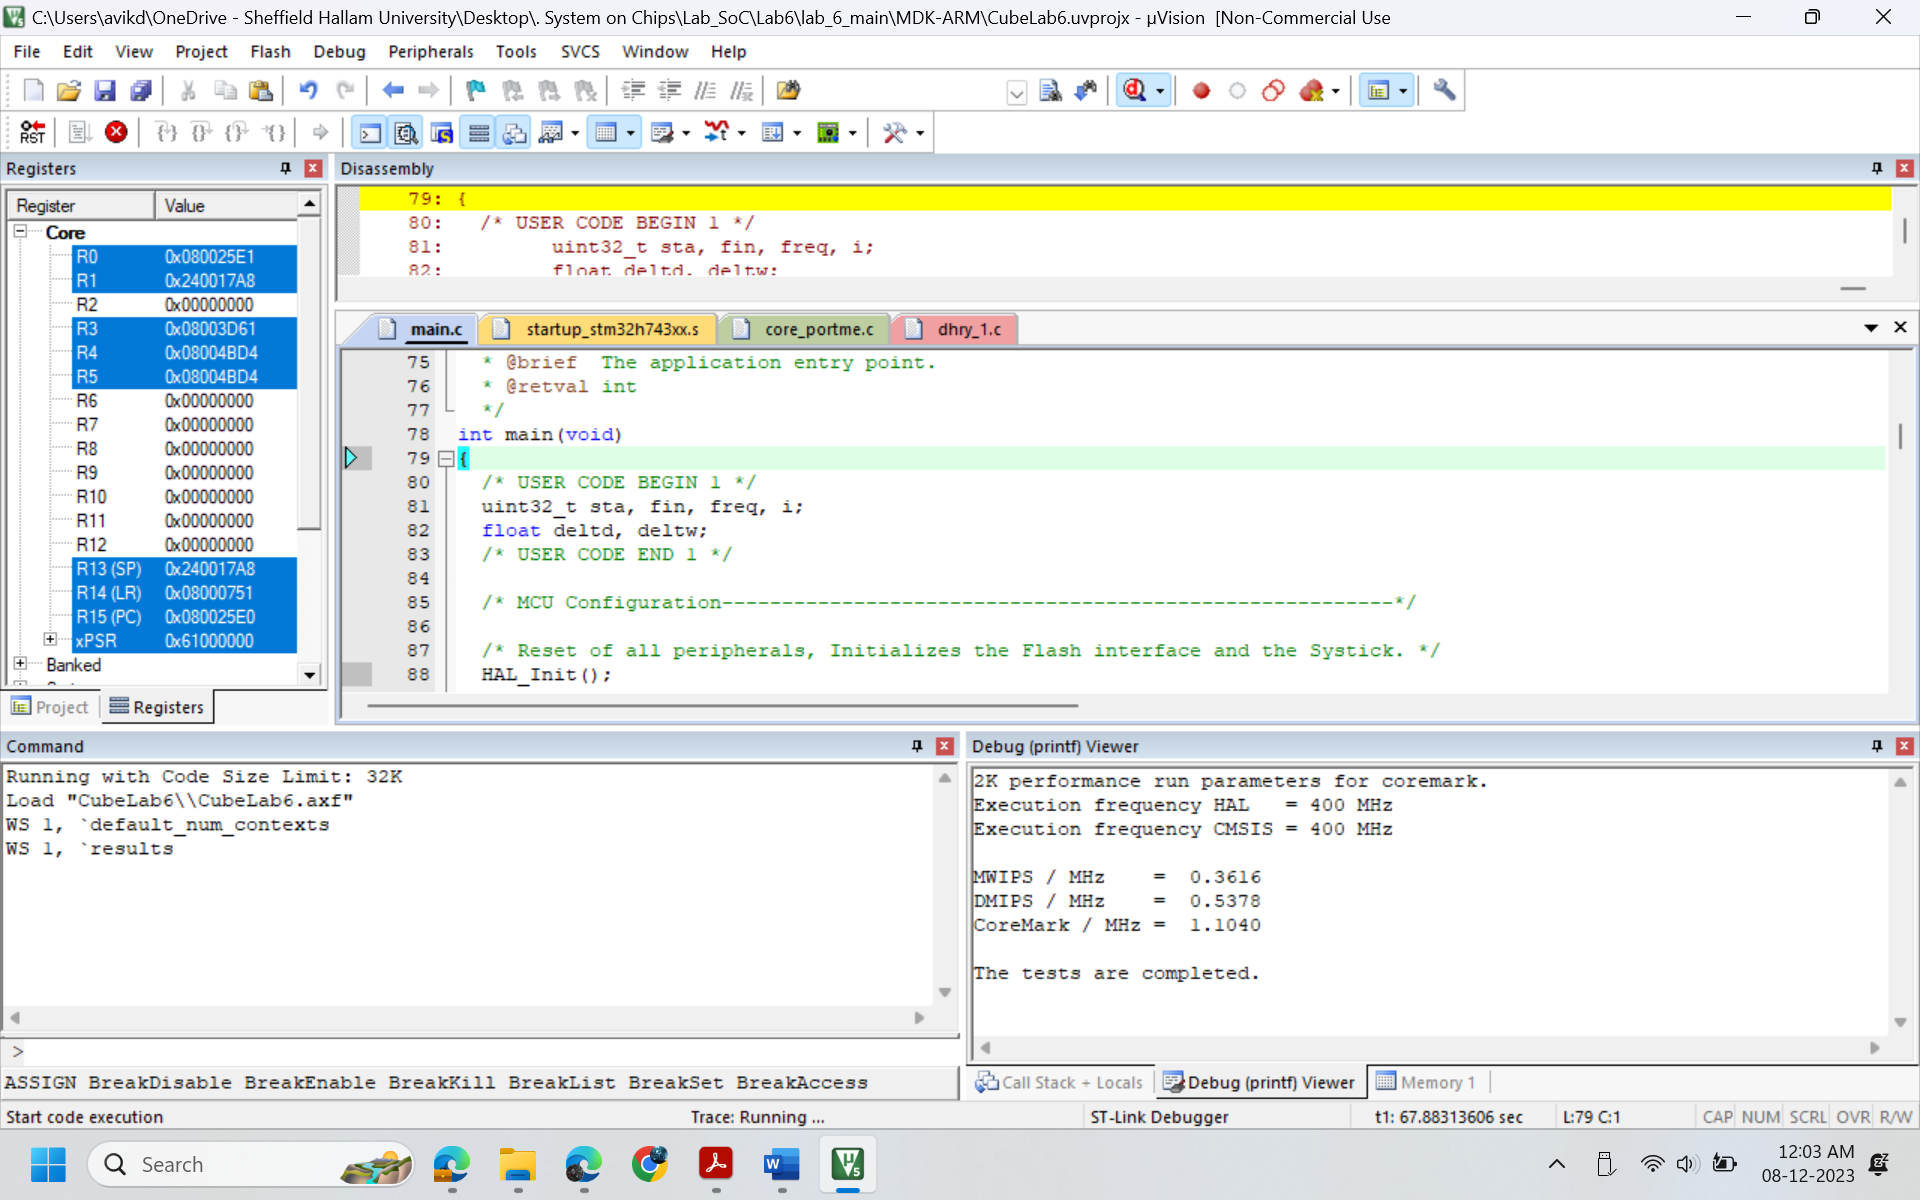 C:\Users\avikd\OneDrive - Sheffield Hallam University\Desktop\. System on Chips\Lab_SoC\Lab6\lab_6_main\MDK-ARM\CubeLab6.uvprojx - µVision [Non-Commercial Use
File Edit View Project Flash Debug Peripherals Tools SVCS Window Help
RST
Registers
Register Value
Core
R0 0x080025E1
R1 0x240017A8
R2 0x00000000
R3 0x08003D61
R4 0x08004BD4
R5 0x08004BD4
R6 0x00000000
R7 0x00000000
R8 0x00000000
R9 0x00000000
R10 0x00000000
R11 0x00000000
R12 0x00000000
R13 (SP) 0x240017A8
R14 (LR) 0x08000751
R15 (PC) 0x080025E0
xPSR 0x61000000
Banked
Project Registers
Disassembly
79: {
80: /* USER CODE BEGIN 1 */
81: uint32_t sta, fin, freq, i;
82: float deltd, deltw;
main.c startup_stm32h743xx.s core_portme.c dhry_1.c
75 * @brief The application entry point.
76 * @retval int
77 */
78 int main(void)
79 {
80 /* USER CODE BEGIN 1 */
81 uint32_t sta, fin, freq, i;
82 float deltd, deltw;
83 /* USER CODE END 1 */
84
85 /* MCU Configuration--------------------------------------------------------*/
86
87 /* Reset of all peripherals, Initializes the Flash interface and the Systick. */
88 HAL_Init();
Command
Running with Code Size Limit: 32K
Load "CubeLab6\\CubeLab6.axf"
WS 1, `default_num_contexts
WS 1, `results
>
ASSIGN BreakDisable BreakEnable BreakKill BreakList BreakSet BreakAccess
Debug (printf) Viewer
2K performance run parameters for coremark.
Execution frequency HAL = 400 MHz
Execution frequency CMSIS = 400 MHz
MWIPS / MHz = 0.3616
DMIPS / MHz = 0.5378
CoreMark / MHz = 1.1040
The tests are completed.
Call Stack + Locals Debug (printf) Viewer Memory 1
Start code execution Trace: Running ... ST-Link Debugger t1: 67.88313606 sec L:79 C:1 CAP NUM SCRL OVR R/W
Search
12:03 AM
08-12-2023